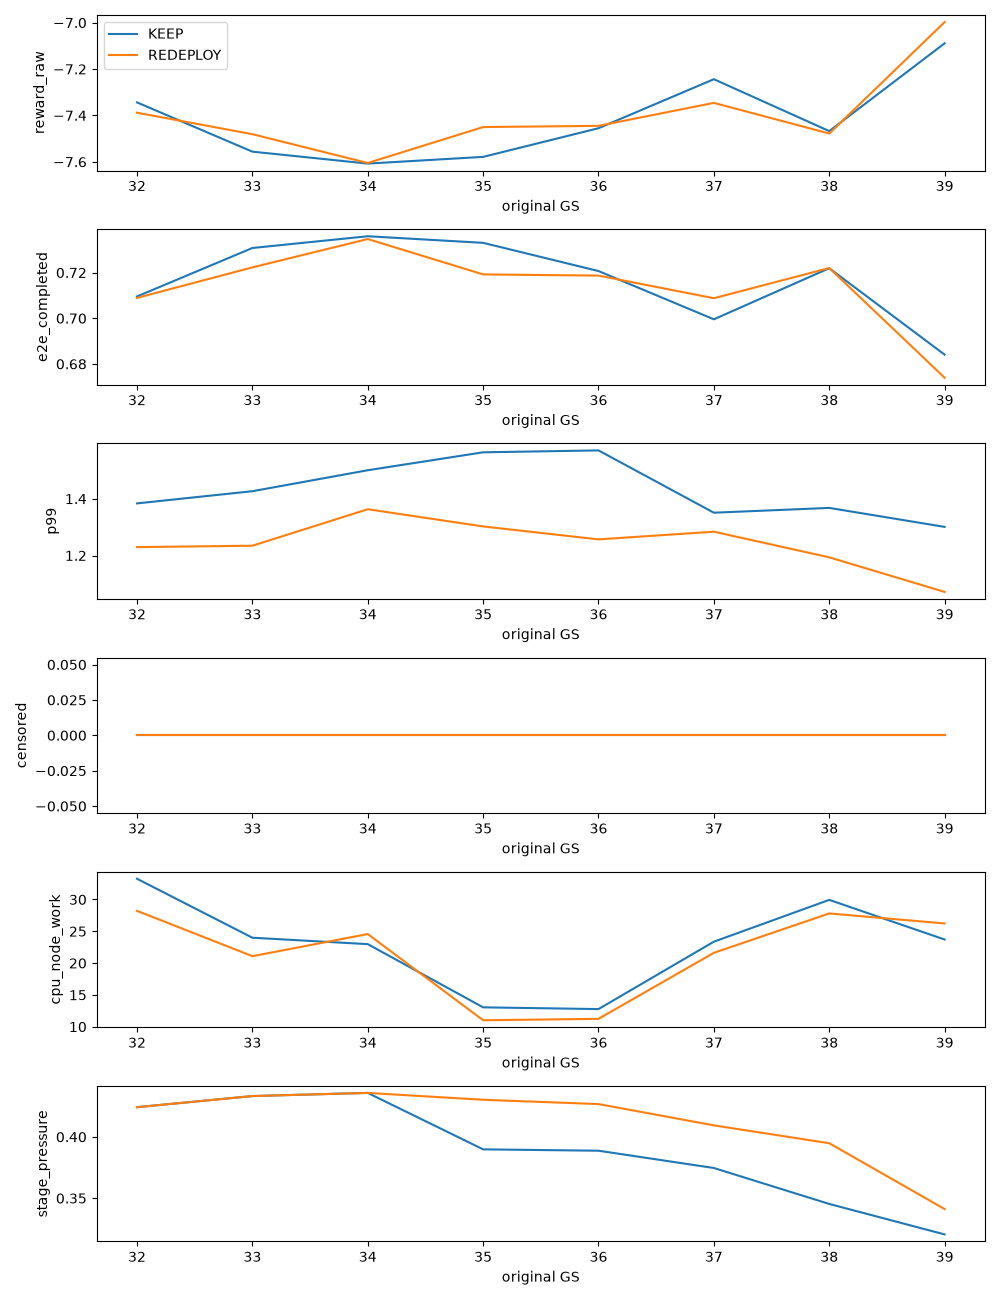 reward_raw
−7.0
−7.2
−7.4
−7.6
KEEP
REDEPLOY
32 33 34 35 36 37 38 39
original GS
e2e_completed
0.72
0.70
0.68
32 33 34 35 36 37 38 39
original GS
p99
1.4
1.2
32 33 34 35 36 37 38 39
original GS
censored
0.050
0.025
0.000
−0.025
−0.050
32 33 34 35 36 37 38 39
original GS
cpu_node_work
30
25
20
15
10
32 33 34 35 36 37 38 39
original GS
stage_pressure
0.40
0.35
32 33 34 35 36 37 38 39
original GS